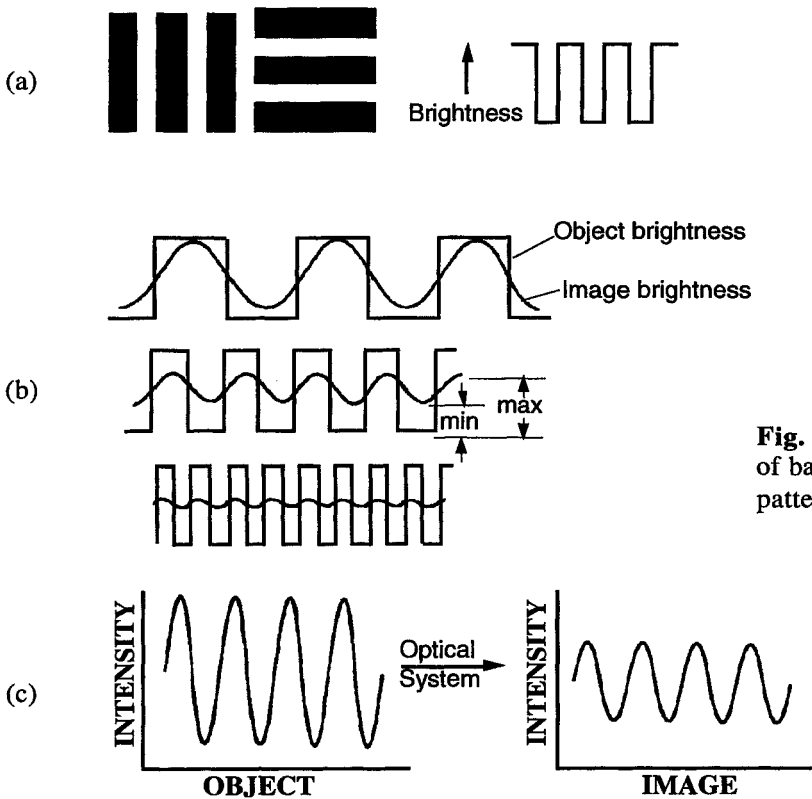 (a)
Brightness
Object brightness
Image brightness
(b)
max
min
Fig.
of ba
patte
INTENSITY
Optical
System
INTENSITY
(c)
OBJECT
IMAGE